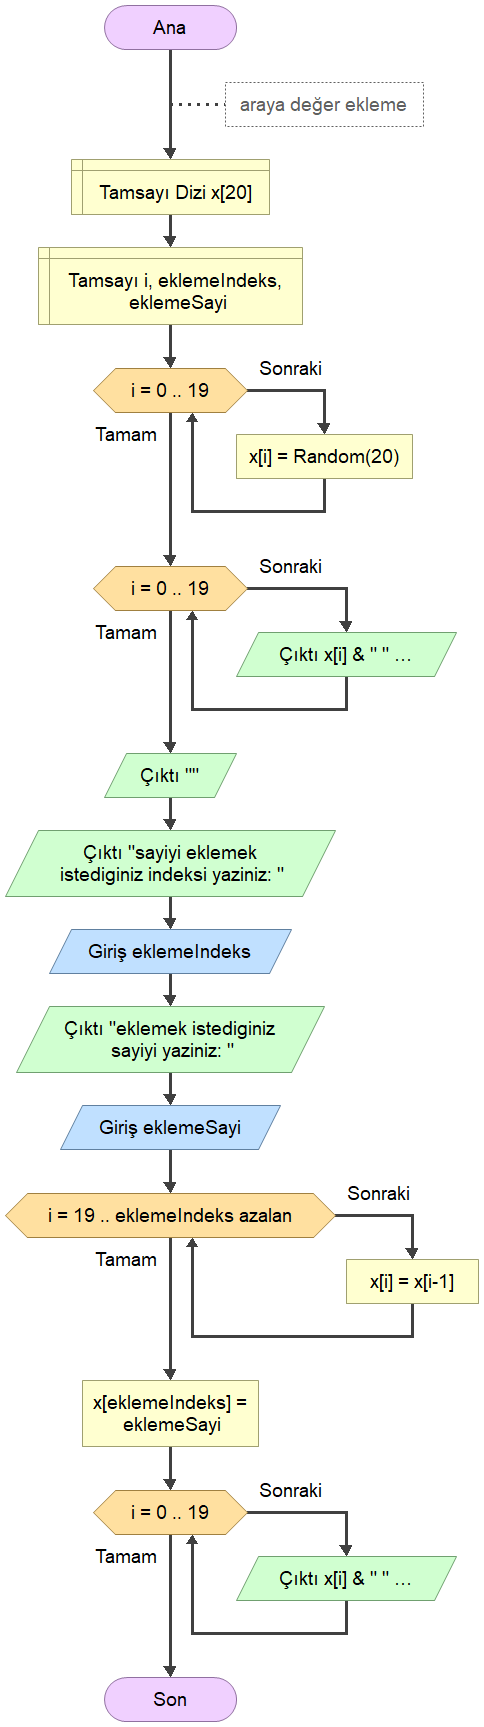 Ana
araya değer ekleme
Tamsayı Dizi x[20]
Tamsayı i, eklemeIndeks,
eklemeSayi
i = 0 .. 19
Sonraki
Tamam
x[i] = Random(20)
i = 0 .. 19
Sonraki
Tamam
Çıktı x[i] & " " ...
Çıktı ""
Çıktı "sayiyi eklemek
istediginiz indeksi yaziniz: "
Giriş eklemeIndeks
Çıktı "eklemek istediginiz
sayiyi yaziniz: "
Giriş eklemeSayi
i = 19 .. eklemeIndeks azalan
Sonraki
Tamam
x[i] = x[i-1]
x[eklemeIndeks] =
eklemeSayi
i = 0 .. 19
Sonraki
Tamam
Çıktı x[i] & " " ...
Son